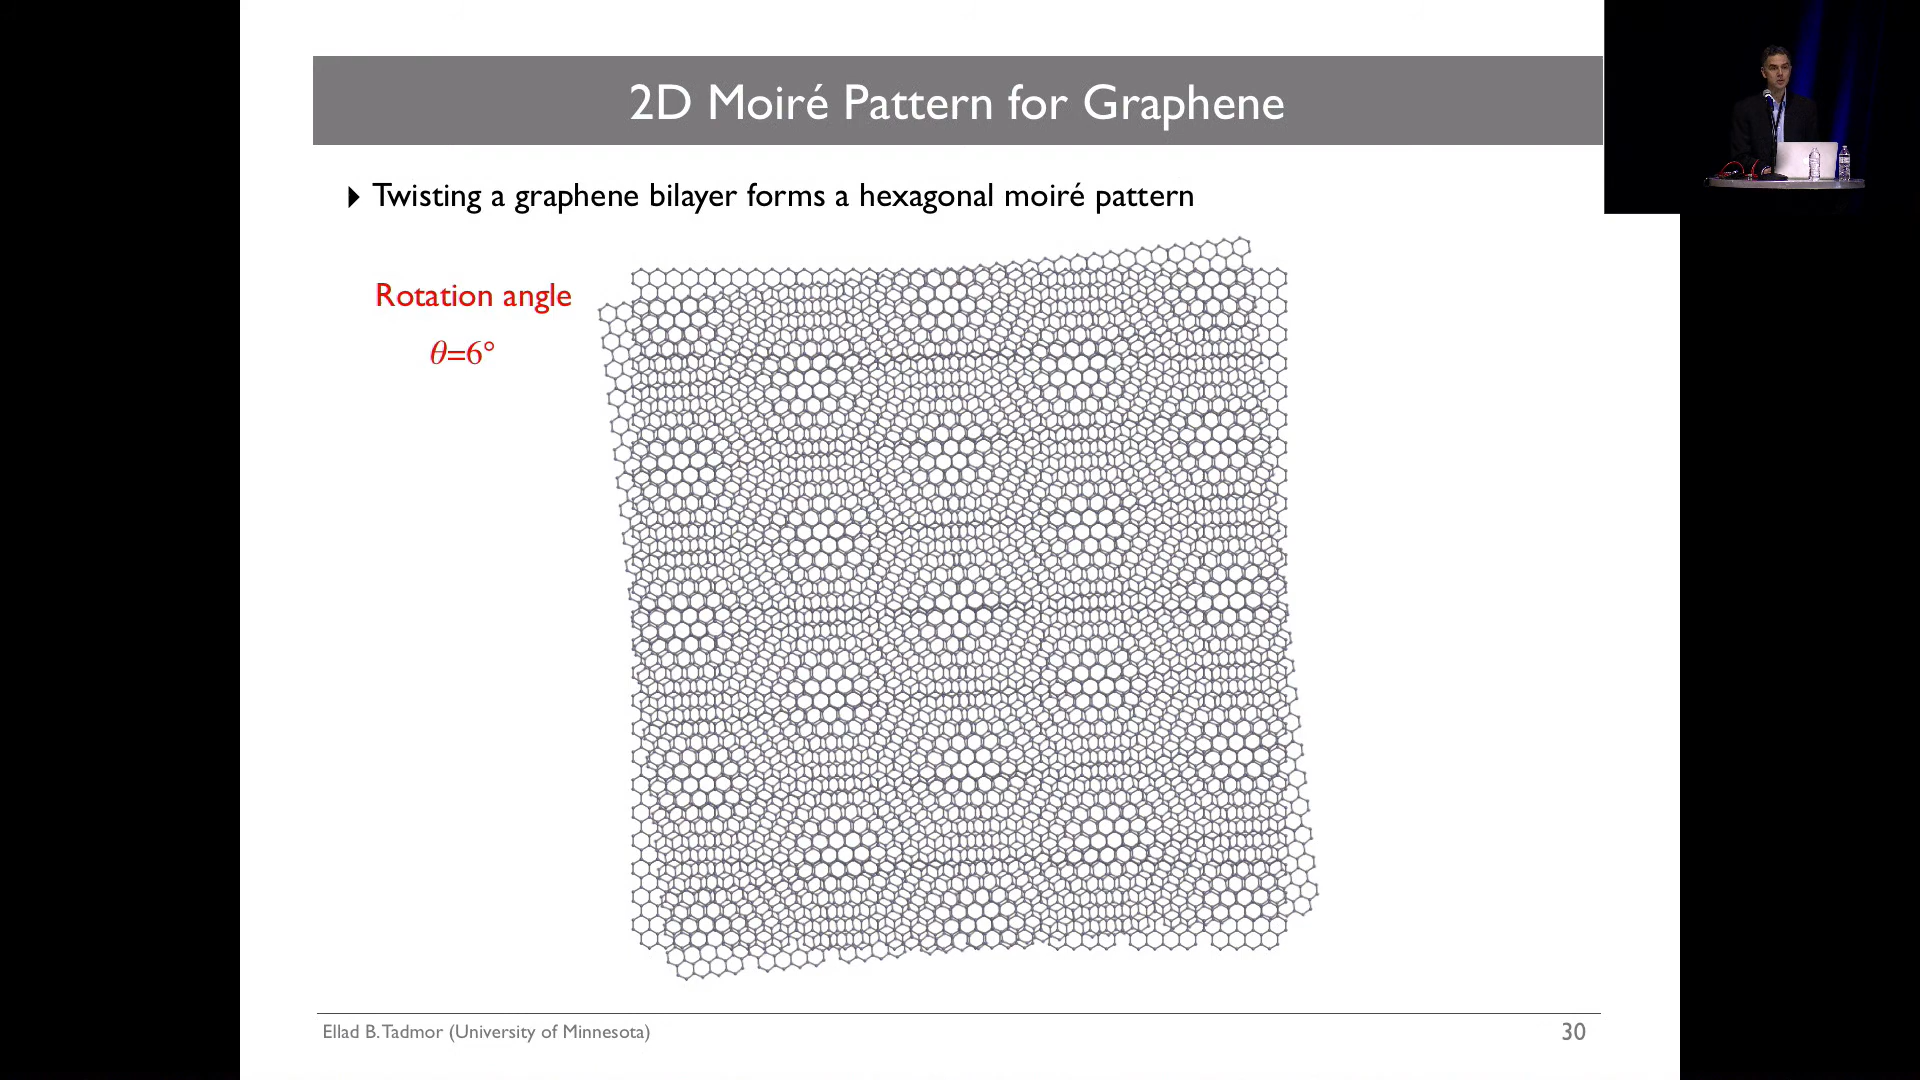 2D Moiré Pattern for Graphene
Twisting a graphene bilayer forms a hexagonal moiré pattern
Rotation angle
θ=6°
Ellad B. Tadmor (University of Minnesota)
30